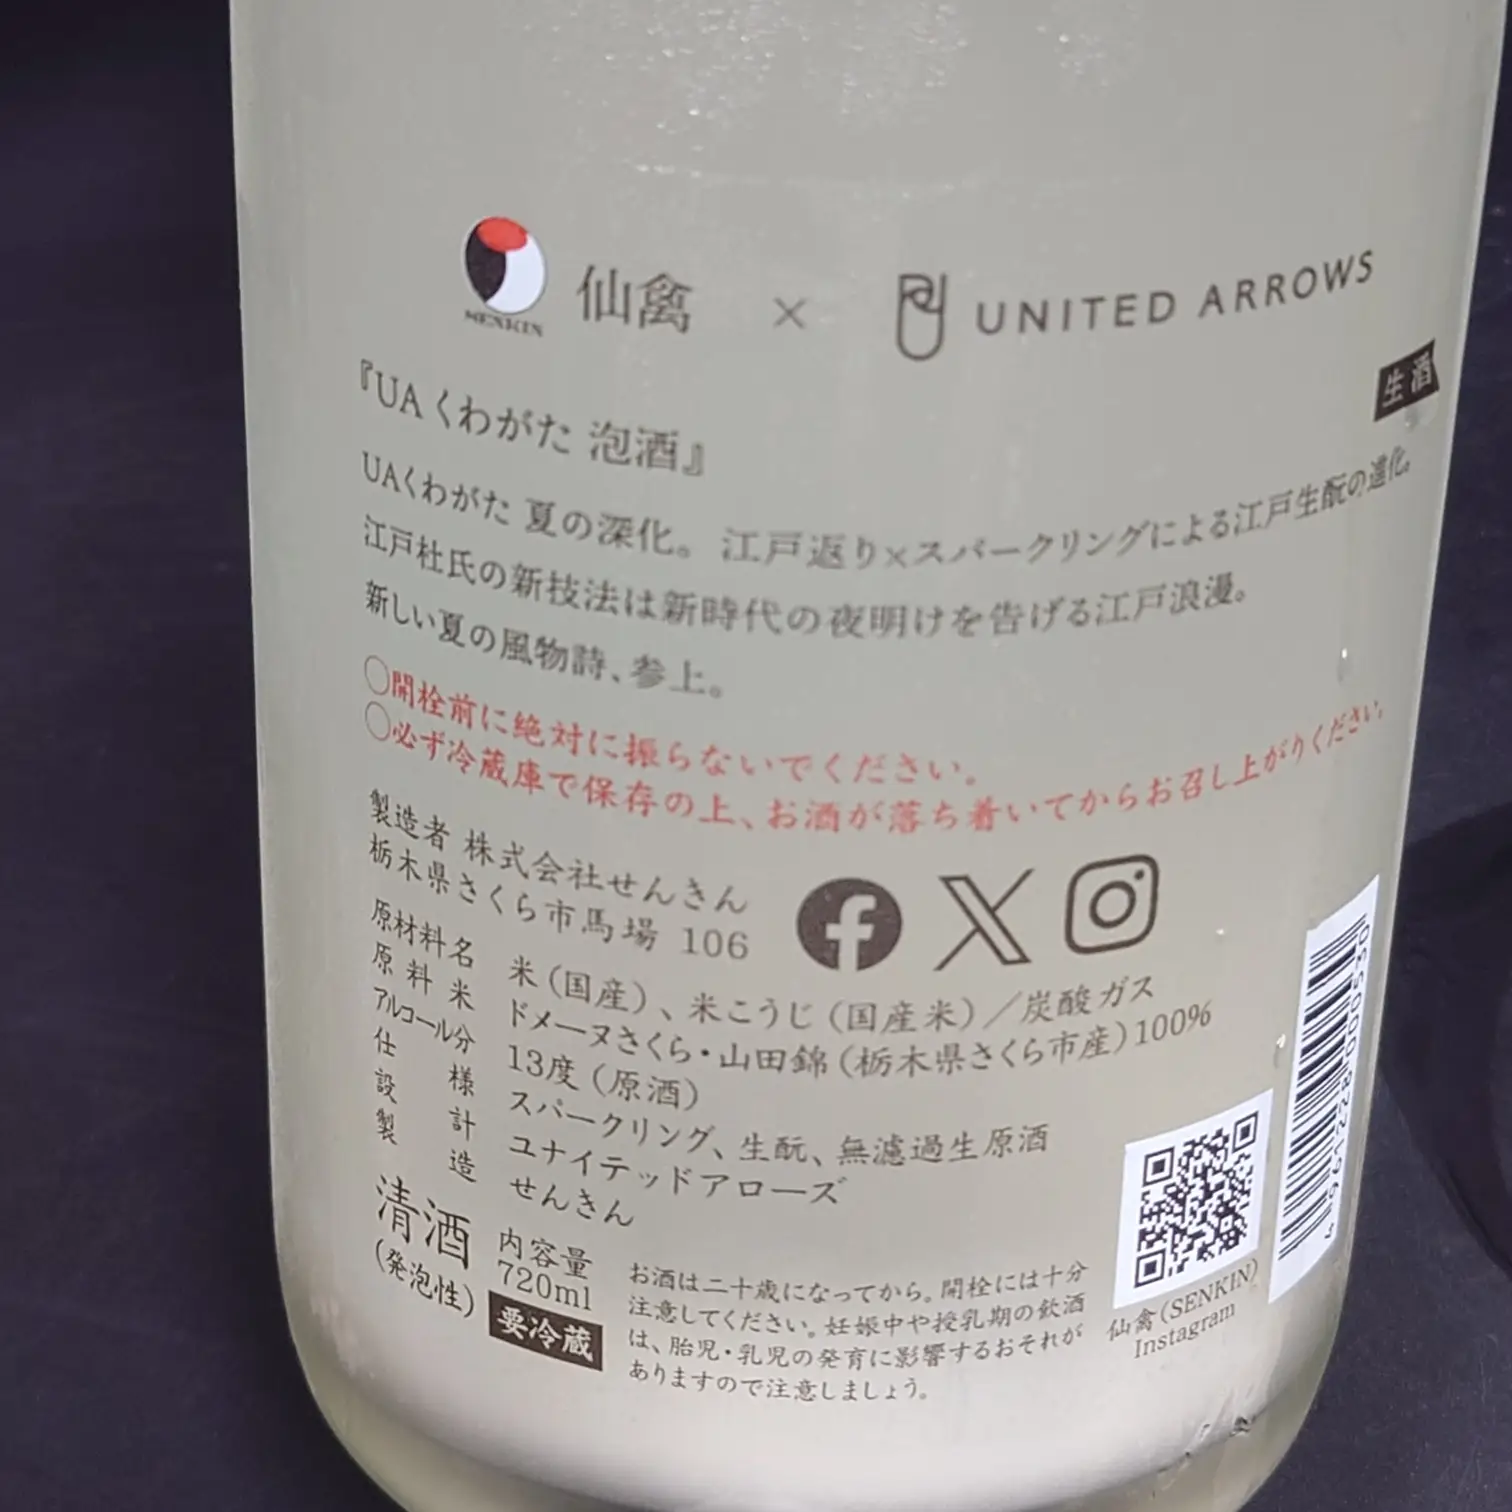 SENKIN 仙禽 × UNITED ARROWS
生酒
『UA くわがた 泡酒』
UAくわがた 夏の深化。江戸返り×スパークリングによる江戸生酛の進化。
江戸杜氏の新技法は新時代の夜明けを告げる江戸浪漫。
新しい夏の風物詩、参上。
○開栓前に絶対に振らないでください。
○必ず冷蔵庫で保存の上、お酒が落ち着いてからお召し上がりください。
製造者 株式会社せんきん
栃木県さくら市馬場 106
原材料名 米(国産)、米こうじ(国産米)/炭酸ガス
原料米 ドメーヌさくら・山田錦(栃木県さくら市産)100%
アルコール分 13度(原酒)
仕様 スパークリング、生酛、無濾過生原酒
設計 ユナイテッドアローズ
製造 せんきん
清酒
(発泡性)
内容量
720ml
要冷蔵
お酒は二十歳になってから。開栓には十分
注意してください。妊娠中や授乳期の飲酒
は、胎児・乳児の発育に影響するおそれが
ありますので注意しましょう。
仙禽(SENKIN)
Instagram